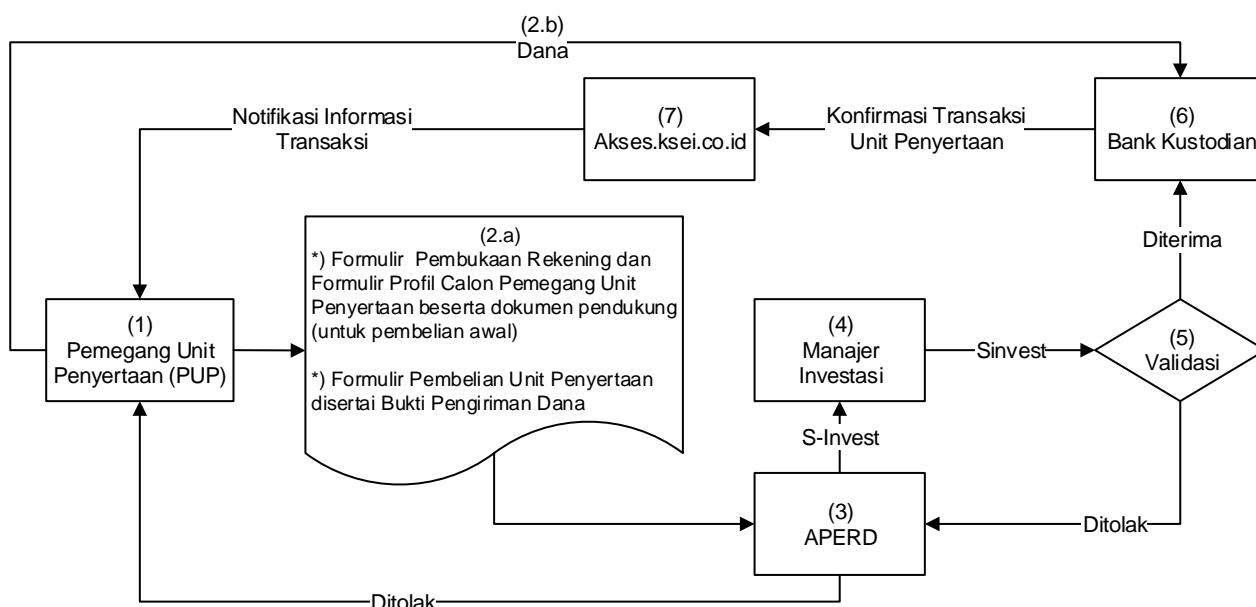 (2.b)
Dana
Notifikasi Informasi
Transaksi
(7)
Akses.ksei.co.id
Konfirmasi Transaksi
Unit Penyertaan
(6)
Bank Kustodian
(2.a)
*) Formulir Pembukaan Rekening dan
Formulir Profil Calon Pemegang Unit
Penyertaan beserta dokumen pendukung
(untuk pembelian awal)
*) Formulir Pembelian Unit Penyertaan
disertai Bukti Pengiriman Dana
Diterima
(1)
Pemegang Unit
Penyertaan (PUP)
(4)
Manajer
Investasi
Sinvest
(5)
Validasi
S-Invest
(3)
APERD
Ditolak
Ditolak